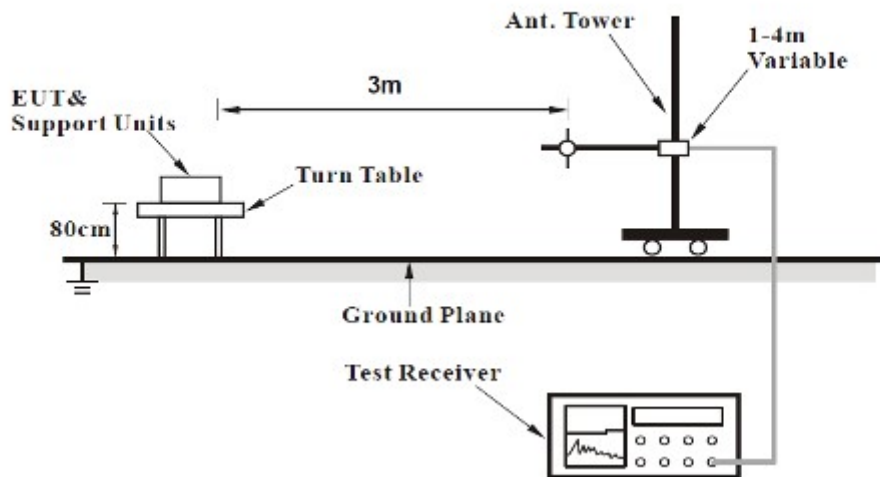 Ant. Tower
1-4m
Variable
3m
EUT&
Support Units
Turn Table
80cm
Ground Plane
Test Receiver